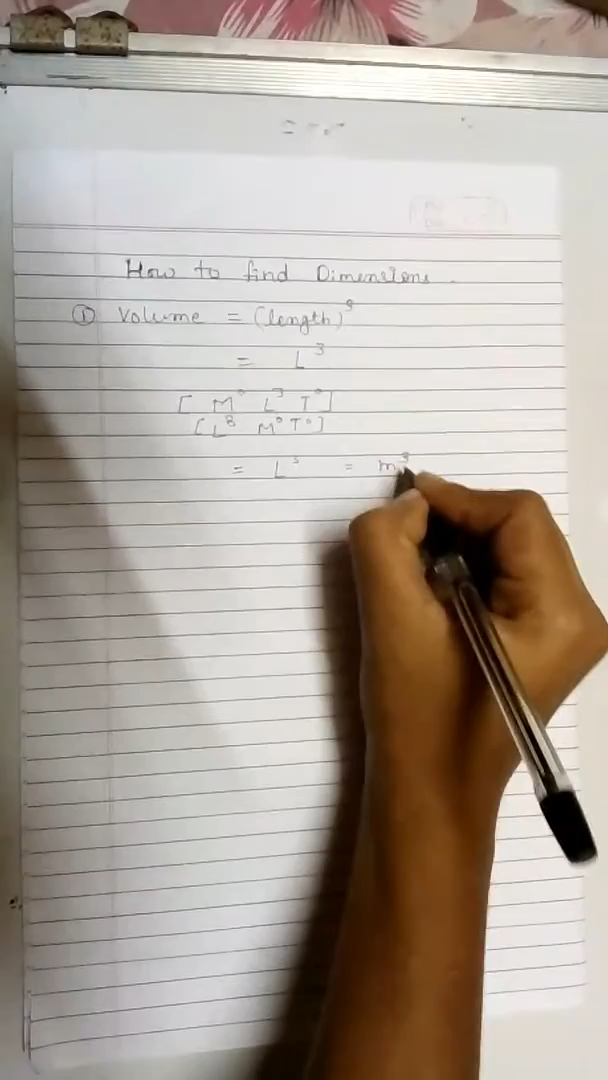 How to find Dimensions.
① Volume = (length)³
= L³
[ M⁰ L³ T⁰ ]
[ L³ M⁰ T⁰ ]
= L³ = m³